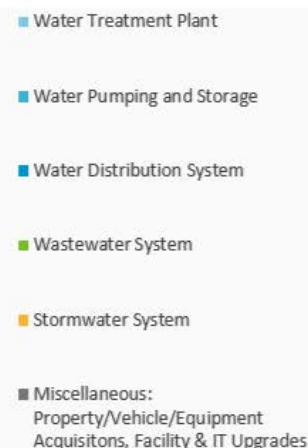 Water Treatment Plant
Water Pumping and Storage
Water Distribution System
Wastewater System
Stormwater System
Miscellaneous:
Property/Vehicle/Equipment
Acquisitons, Facility & IT Upgrades